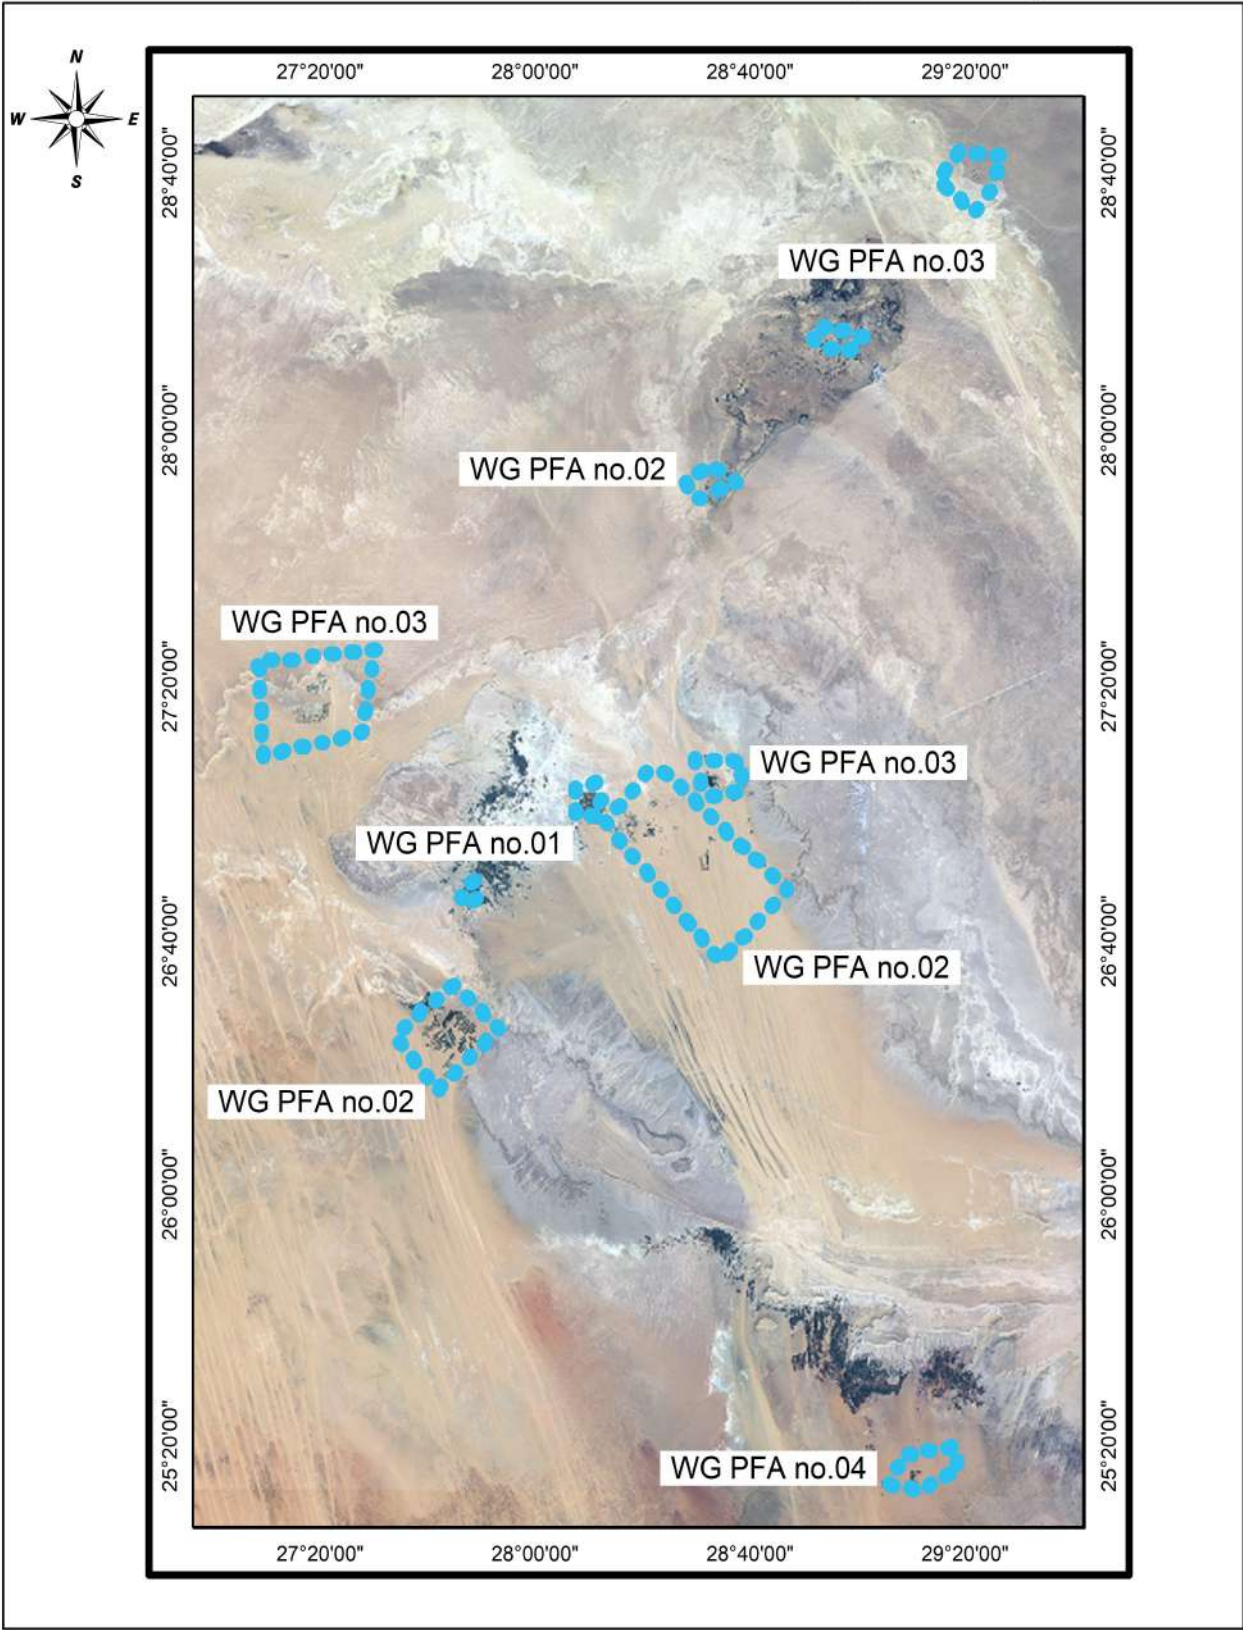 N
W E
S
27°20'00" 28°00'00" 28°40'00" 29°20'00"
28°40'00" 28°40'00"
WG PFA no.03
28°00'00" 28°00'00"
WG PFA no.02
WG PFA no.03
27°20'00" 27°20'00"
WG PFA no.03
WG PFA no.01
26°40'00" 26°40'00"
WG PFA no.02
WG PFA no.02
26°00'00" 26°00'00"
25°20'00" 25°20'00"
WG PFA no.04
27°20'00" 28°00'00" 28°40'00" 29°20'00"